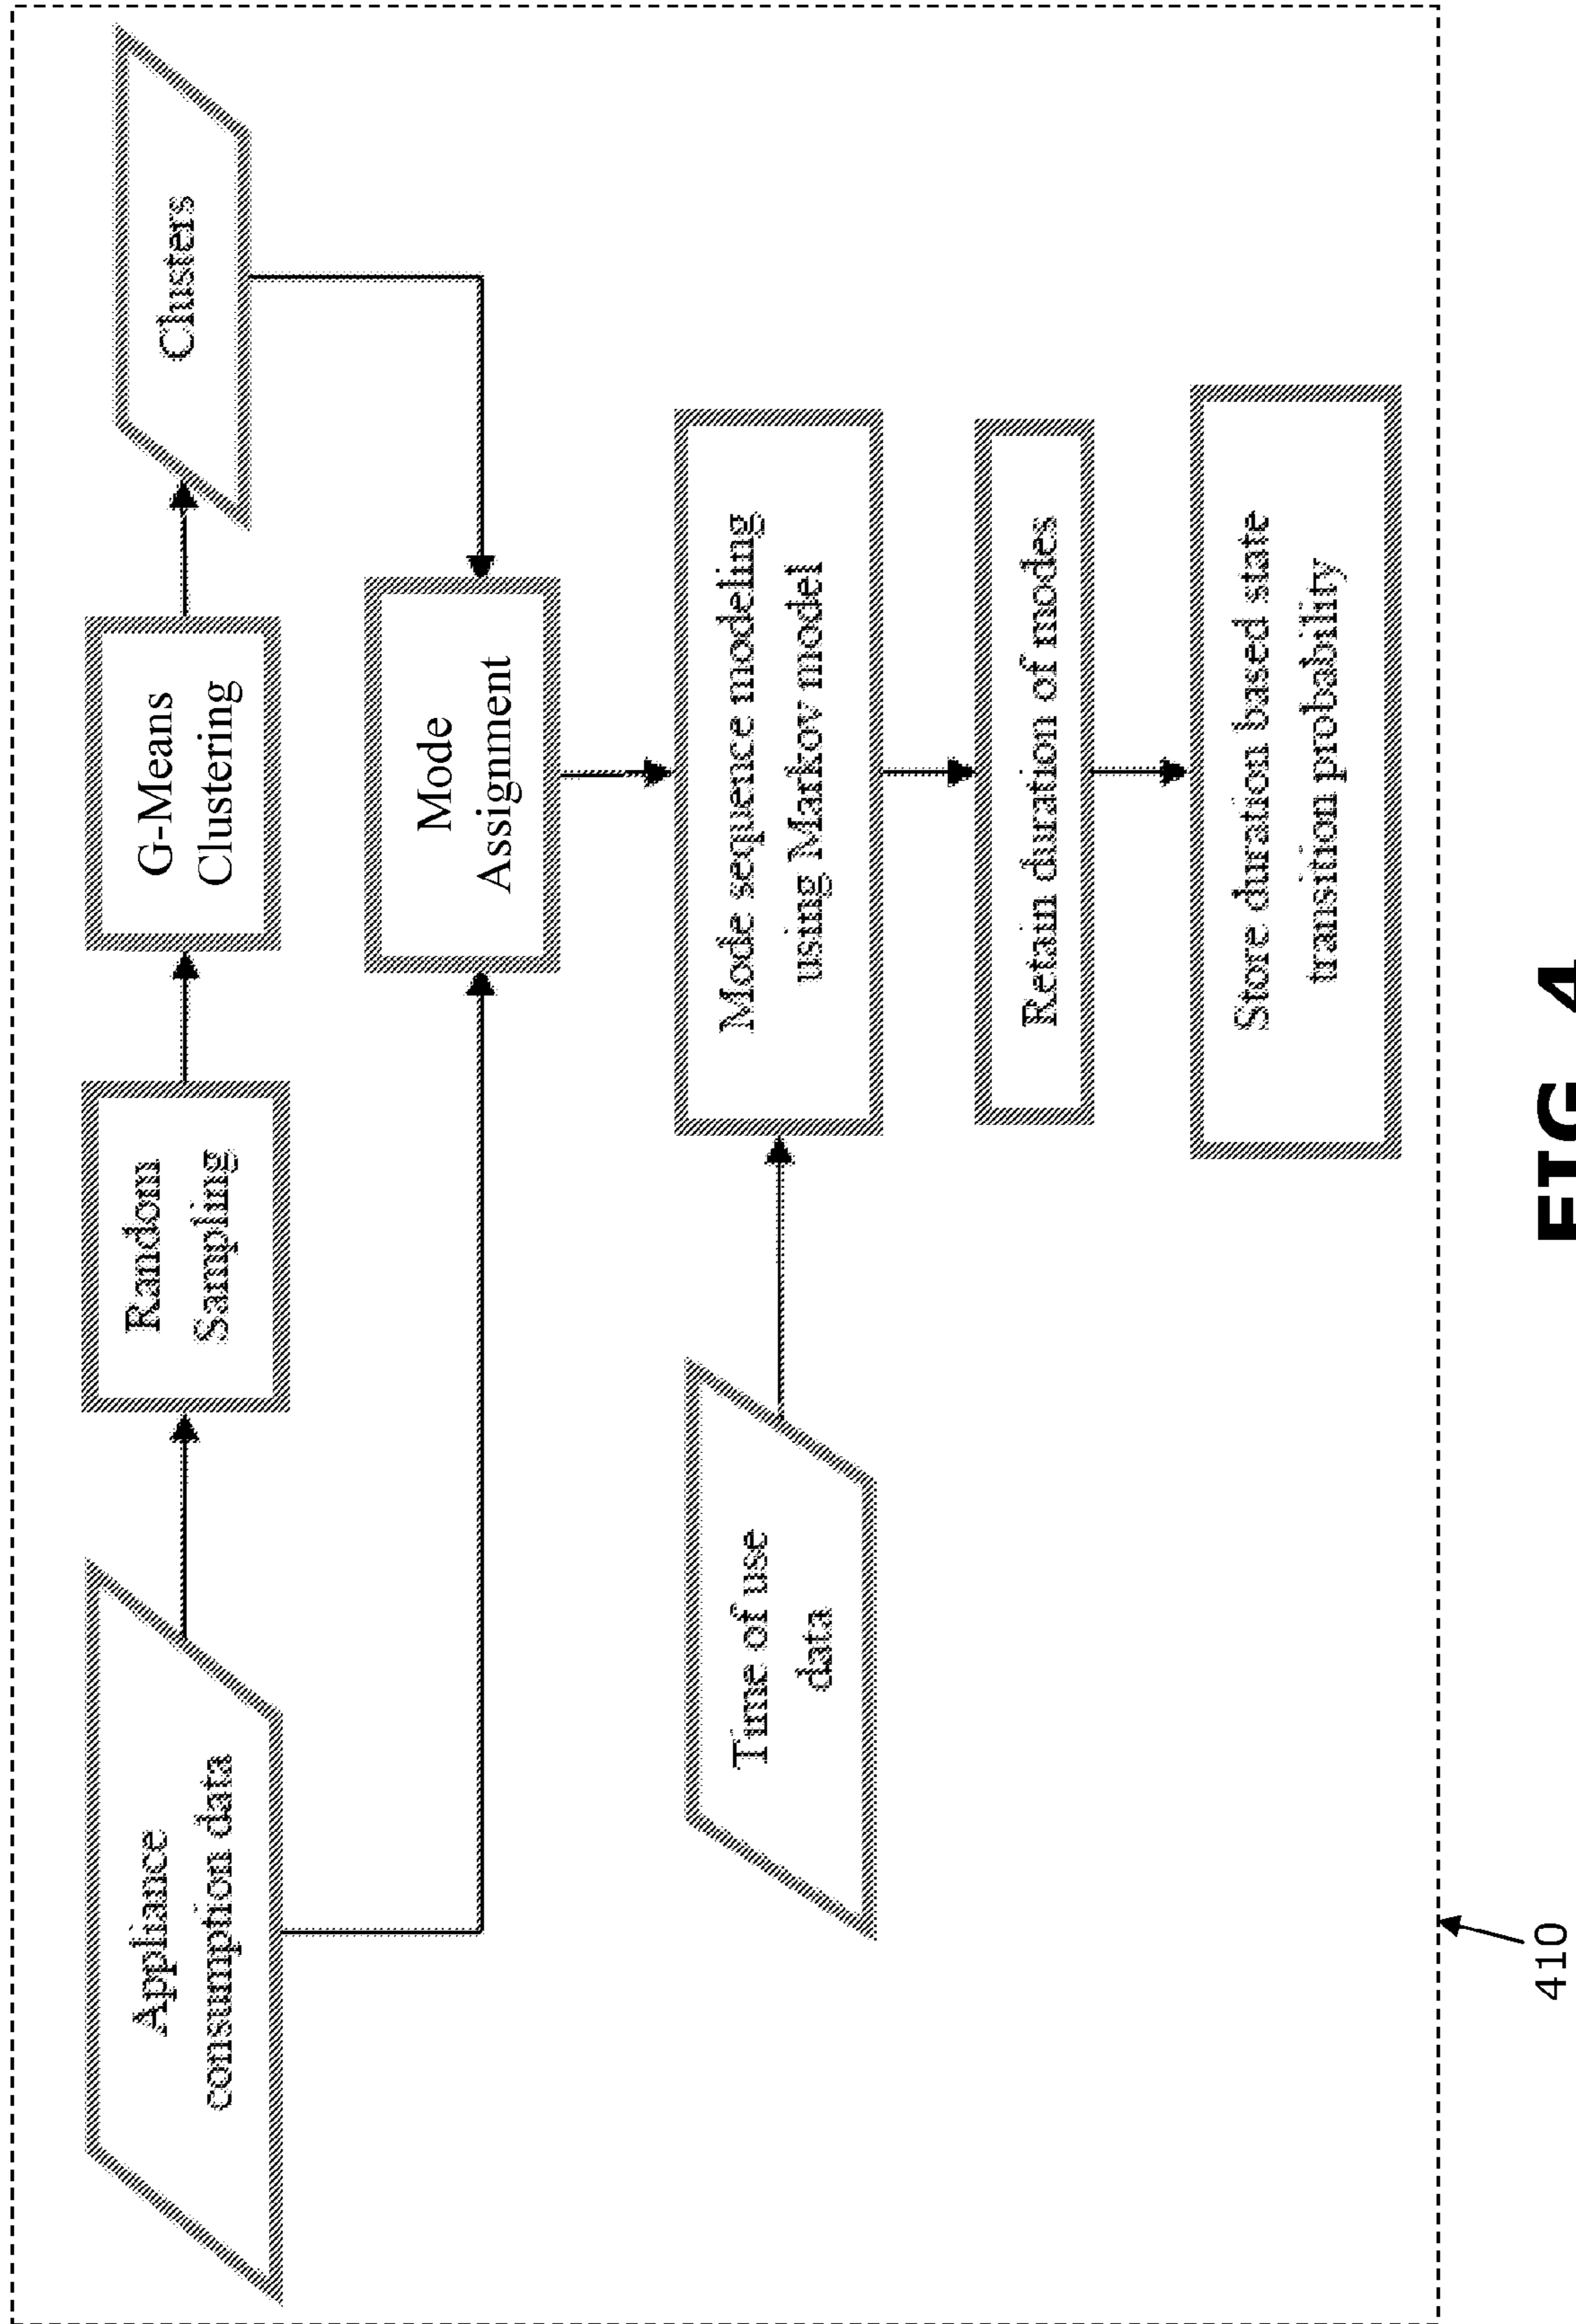 Appliance
consumption data
Random
Sampling
G-Means
Clustering
Clusters
Mode
Assignment
Time of use
data
Mode sequence modeling
using Markov model
Retain duration of modes
Store duration based state
transition probability
410
FIG. 4